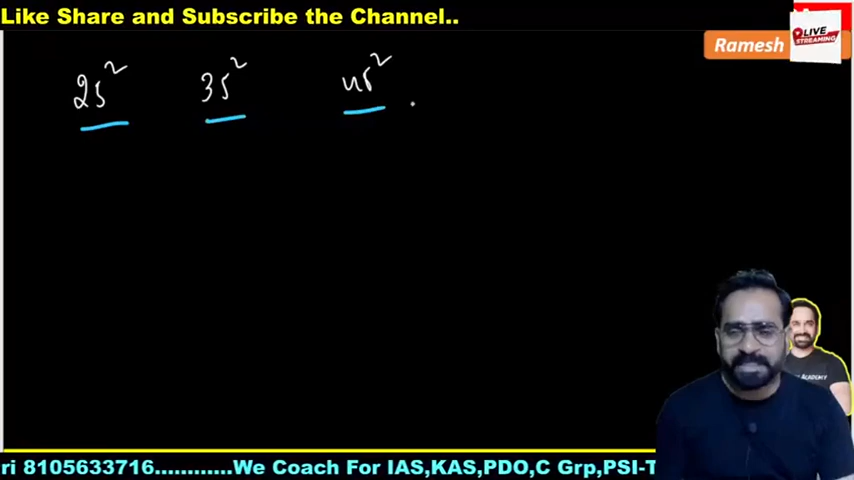 Like Share and Subscribe the Channel..
LIVE
STREAMING
Ramesh
25² 35² 45²
ACADEMY
ri 8105633716............We Coach For IAS,KAS,PDO,C Grp,PSI-T